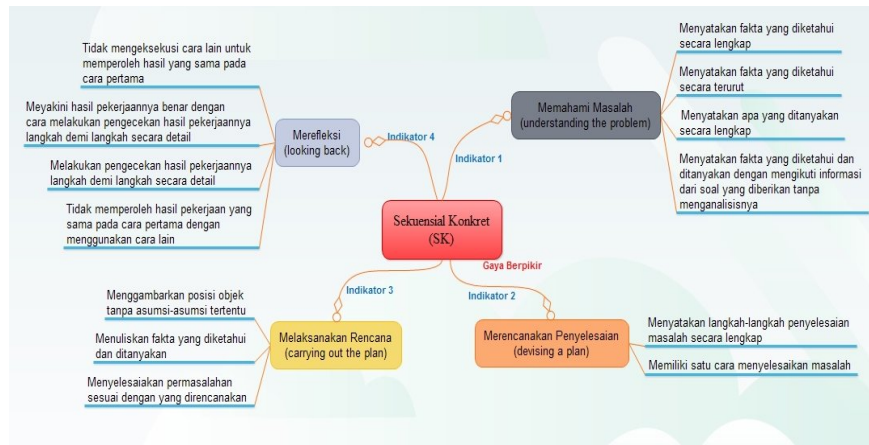 Sekuensial Konkret
(SK)
Gaya Berpikir
Indikator 1
Memahami Masalah
(understanding the problem)
Menyatakan fakta yang diketahui
secara lengkap
Menyatakan fakta yang diketahui
secara terurut
Menyatakan apa yang ditanyakan
secara lengkap
Menyatakan fakta yang diketahui dan
ditanyakan dengan mengikuti informasi
dari soal yang diberikan tanpa
menganalisisnya
Indikator 2
Merencanakan Penyelesaian
(devising a plan)
Menyatakan langkah-langkah penyelesaian
masalah secara lengkap
Memiliki satu cara menyelesaikan masalah
Indikator 3
Melaksanakan Rencana
(carrying out the plan)
Menggambarkan posisi objek
tanpa asumsi-asumsi tertentu
Menuliskan fakta yang diketahui
dan ditanyakan
Menyelesaiakan permasalahan
sesuai dengan yang direncanakan
Indikator 4
Merefleksi
(looking back)
Tidak mengeksekusi cara lain untuk
memperoleh hasil yang sama pada
cara pertama
Meyakini hasil pekerjaannya benar dengan
cara melakukan pengecekan hasil pekerjaannya
langkah demi langkah secara detail
Melakukan pengecekan hasil pekerjaannya
langkah demi langkah secara detail
Tidak memperoleh hasil pekerjaan yang
sama pada cara pertama dengan
menggunakan cara lain